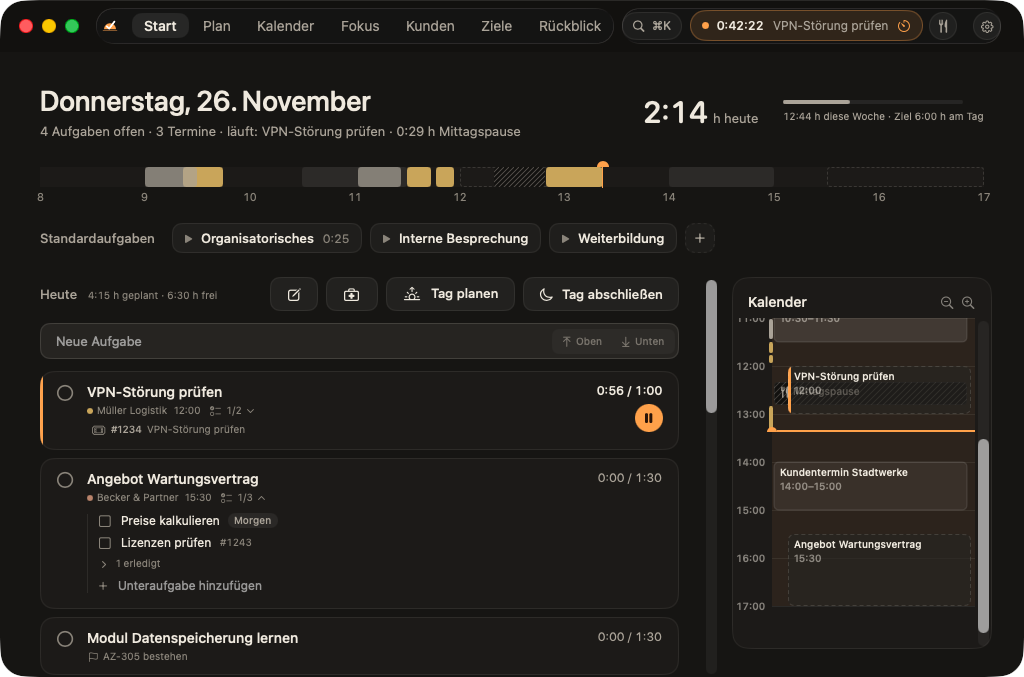 Start Plan Kalender Fokus Kunden Ziele Rückblick ⌘K 0:42:22 VPN-Störung prüfen
Donnerstag, 26. November
4 Aufgaben offen · 3 Termine · läuft: VPN-Störung prüfen · 0:29 h Mittagspause
2:14 h heute
12:44 h diese Woche · Ziel 6:00 h am Tag
8 9 10 11 12 13 14 15 16 17
Standardaufgaben Organisatorisches 0:25 Interne Besprechung Weiterbildung +
Heute 4:15 h geplant · 6:30 h frei Tag planen Tag abschließen
Neue Aufgabe Oben Unten
VPN-Störung prüfen 0:56 / 1:00
Müller Logistik 12:00 1/2
#1234 VPN-Störung prüfen
Angebot Wartungsvertrag 0:00 / 1:30
Becker & Partner 15:30 1/3
Preise kalkulieren Morgen
Lizenzen prüfen #1243
1 erledigt
+ Unteraufgabe hinzufügen
Modul Datenspeicherung lernen 0:00 / 1:30
AZ-305 bestehen
Kalender
11:00 10:30–11:30
12:00
VPN-Störung prüfen
12:00
13:00
14:00
Kundentermin Stadtwerke
14:00–15:00
15:00
Angebot Wartungsvertrag
16:00 15:30
17:00